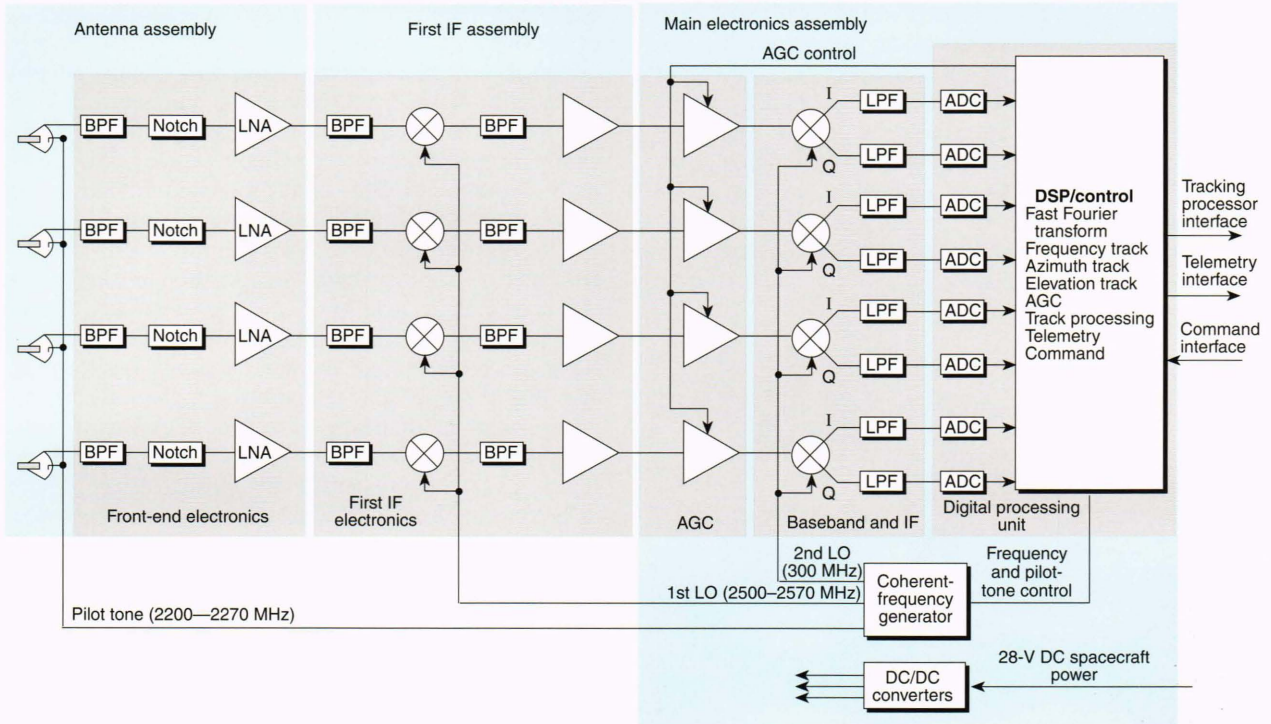 Antenna assembly
First IF assembly
Main electronics assembly
AGC control
BPF Notch LNA BPF BPF I LPF ADC
Q LPF ADC
BPF Notch LNA BPF BPF I LPF ADC
Q LPF ADC
BPF Notch LNA BPF BPF I LPF ADC
Q LPF ADC
BPF Notch LNA BPF BPF I LPF ADC
Q LPF ADC
DSP/control
Fast Fourier
transform
Frequency track
Azimuth track
Elevation track
AGC
Track processing
Telemetry
Command
Tracking
processor
interface
Telemetry
interface
Command
interface
Front-end electronics
First IF
electronics
AGC
Baseband and IF
Digital processing
unit
2nd LO
(300 MHz)
1st LO (2500–2570 MHz)
Pilot tone (2200—2270 MHz)
Coherent-
frequency
generator
Frequency
and pilot-
tone control
DC/DC
converters
28-V DC spacecraft
power